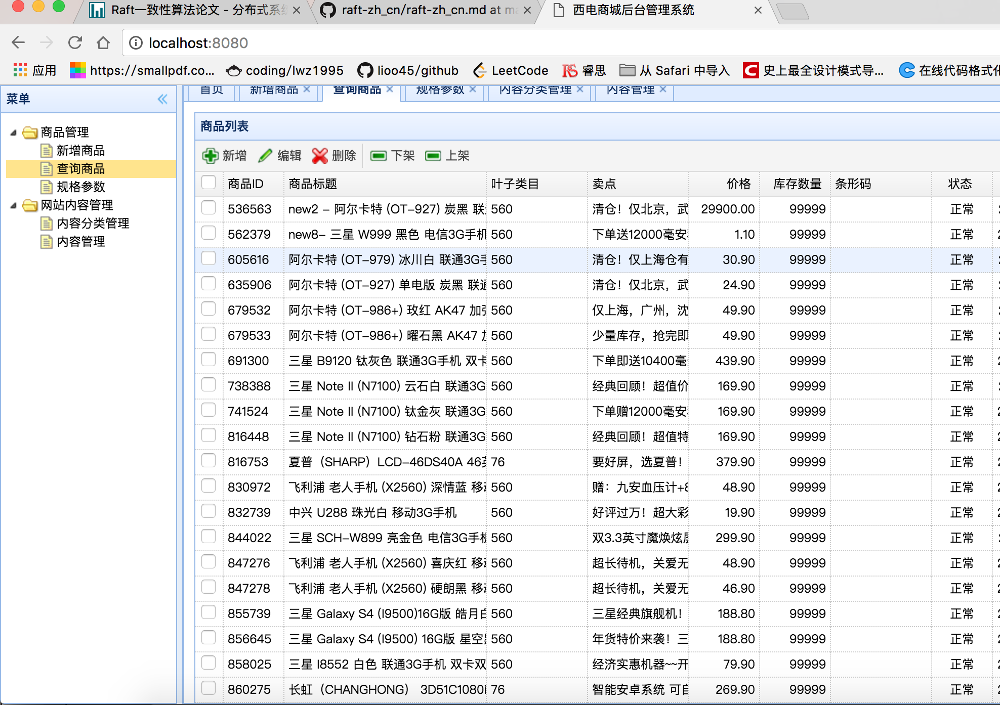 Raft一致性算法论文 - 分布式系统 raft-zh_cn/raft-zh_cn.md at ma 西电商城后台管理系统
localhost:8080
应用 https://smallpdf.co... coding/lwz1995 lioo45/github LeetCode RS 睿思 从 Safari 中导入 C 史上最全设计模式导... C 在线代码格式化
菜单
首页 新增商品 查询商品 规格参数 内容分类管理 内容管理
商品管理
新增商品
查询商品
规格参数
网站内容管理
内容分类管理
内容管理
商品列表
新增 编辑 删除 下架 上架
商品ID 商品标题 叶子类目 卖点 价格 库存数量 条形码 状态
536563 new2 - 阿尔卡特 (OT-927) 炭黑 联 560 清仓！仅北京，武 29900.00 99999 正常
562379 new8- 三星 W999 黑色 电信3G手机 560 下单送12000毫安 1.10 99999 正常
605616 阿尔卡特 (OT-979) 冰川白 联通3G手 560 清仓！仅上海仓有 30.90 99999 正常
635906 阿尔卡特 (OT-927) 单电版 炭黑 联通 560 清仓！仅北京，武 24.90 99999 正常
679532 阿尔卡特 (OT-986+) 玫红 AK47 加强 560 仅上海，广州，沈 49.90 99999 正常
679533 阿尔卡特 (OT-986+) 曜石黑 AK47 加 560 少量库存，抢完即 49.90 99999 正常
691300 三星 B9120 钛灰色 联通3G手机 双卡 560 下单即送10400毫 439.90 99999 正常
738388 三星 Note II (N7100) 云石白 联通3G 560 经典回顾！超值价 169.90 99999 正常
741524 三星 Note II (N7100) 钛金灰 联通3G 560 下单赠12000毫安 169.90 99999 正常
816448 三星 Note II (N7100) 钻石粉 联通3G 560 经典回顾！超值特 169.90 99999 正常
816753 夏普（SHARP）LCD-46DS40A 46英 76 要好屏，选夏普！ 379.90 99999 正常
830972 飞利浦 老人手机 (X2560) 深情蓝 移动 560 赠：九安血压计+8 48.90 99999 正常
832739 中兴 U288 珠光白 移动3G手机 560 好评过万！超大彩 19.90 99999 正常
844022 三星 SCH-W899 亮金色 电信3G手机 560 双3.3英寸魔焕炫屏 299.90 99999 正常
847276 飞利浦 老人手机 (X2560) 喜庆红 移动 560 超长待机，关爱无 48.90 99999 正常
847278 飞利浦 老人手机 (X2560) 硬朗黑 移动 560 超长待机，关爱无 46.90 99999 正常
855739 三星 Galaxy S4 (I9500)16G版 皓月白 560 三星经典旗舰机！ 188.80 99999 正常
856645 三星 Galaxy S4 (I9500) 16G版 星空 560 年货特价来袭！三 188.80 99999 正常
858025 三星 I8552 白色 联通3G手机 双卡双 560 经济实惠机器~~开 79.90 99999 正常
860275 长虹（CHANGHONG） 3D51C1080i 76 智能安卓系统 可自 269.90 99999 正常